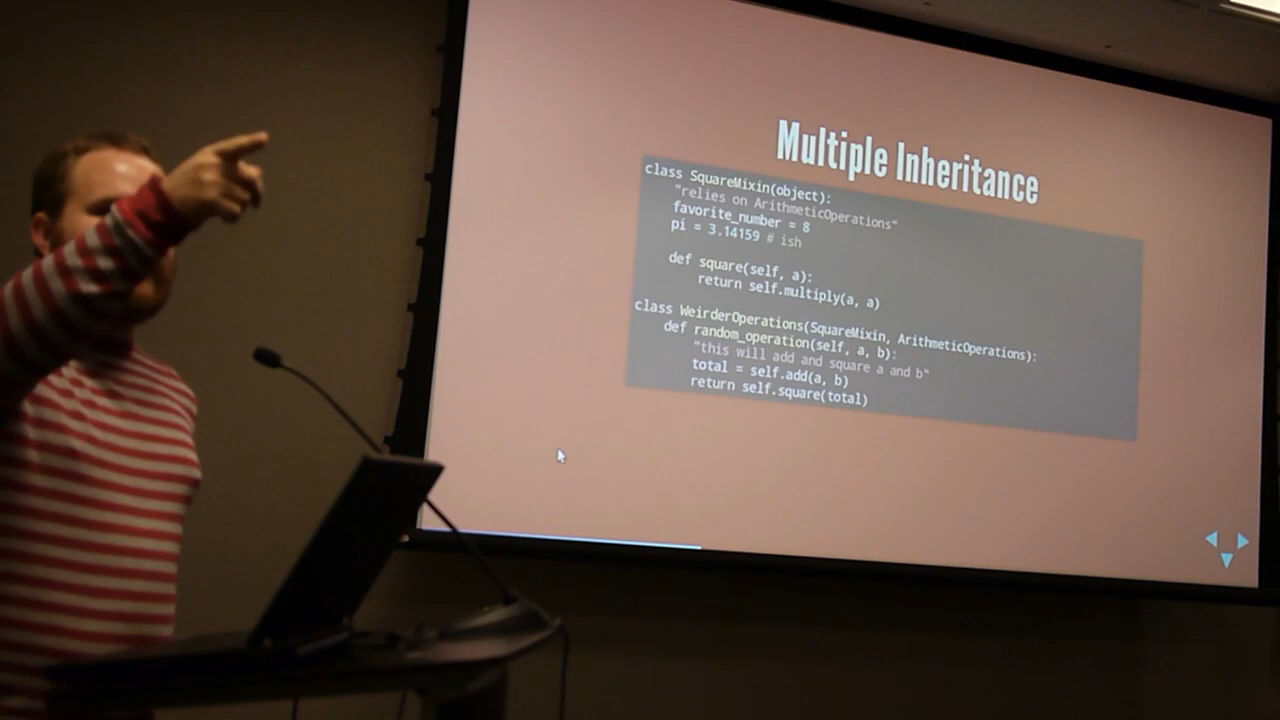 Multiple Inheritance
class SquareMixin(object):
"relies on ArithmeticOperations"
favorite_number = 8
pi = 3.14159 # ish
def square(self, a):
return self.multiply(a, a)
class WeirderOperations(SquareMixin, ArithmeticOperations):
def random_operation(self, a, b):
"this will add and square a and b"
total = self.add(a, b)
return self.square(total)